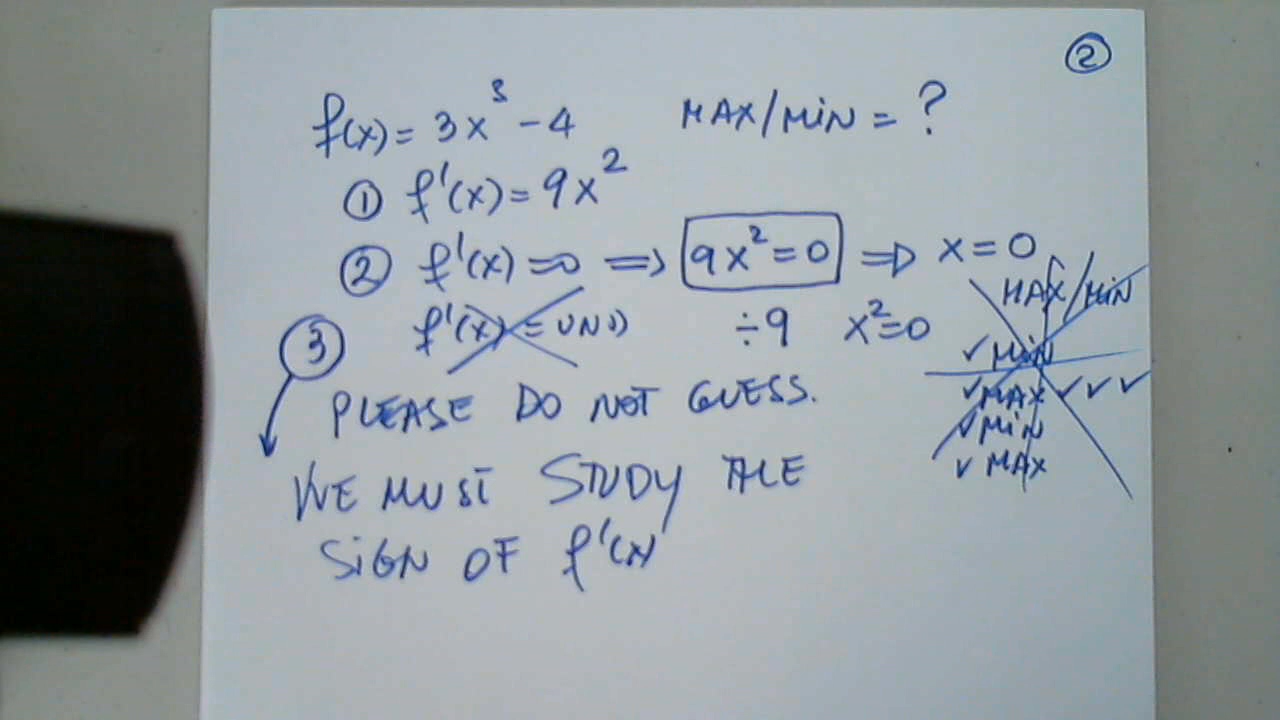 ②
f(x) = 3x³ - 4 MAX/MIN = ?
① f'(x) = 9x²
② f'(x) = 0 ⟹ 9x² = 0 ⟹ x = 0
MAX/MIN
③ f'(x) = UND ÷9 x² = 0
✓ MIN
✓ MAX ✓ ✓ ✓
PLEASE DO NOT GUESS.
✓ MIN
✓ MAX
WE MUST STUDY THE
SIGN OF f'(x)